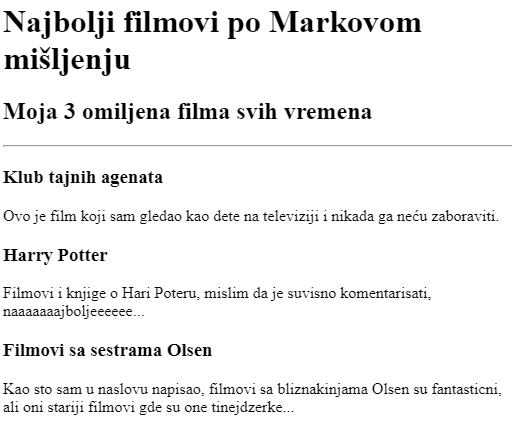 Najbolji filmovi po Markovom
mišljenju
Moja 3 omiljena filma svih vremena
Klub tajnih agenata
Ovo je film koji sam gledao kao dete na televiziji i nikada ga neću zaboraviti.
Harry Potter
Filmovi i knjige o Hari Poteru, mislim da je suvisno komentarisati,
naaaaaaajboljeeeeee...
Filmovi sa sestrama Olsen
Kao sto sam u naslovu napisao, filmovi sa bliznakinjama Olsen su fantasticni,
ali oni stariji filmovi gde su one tinejdzerke...